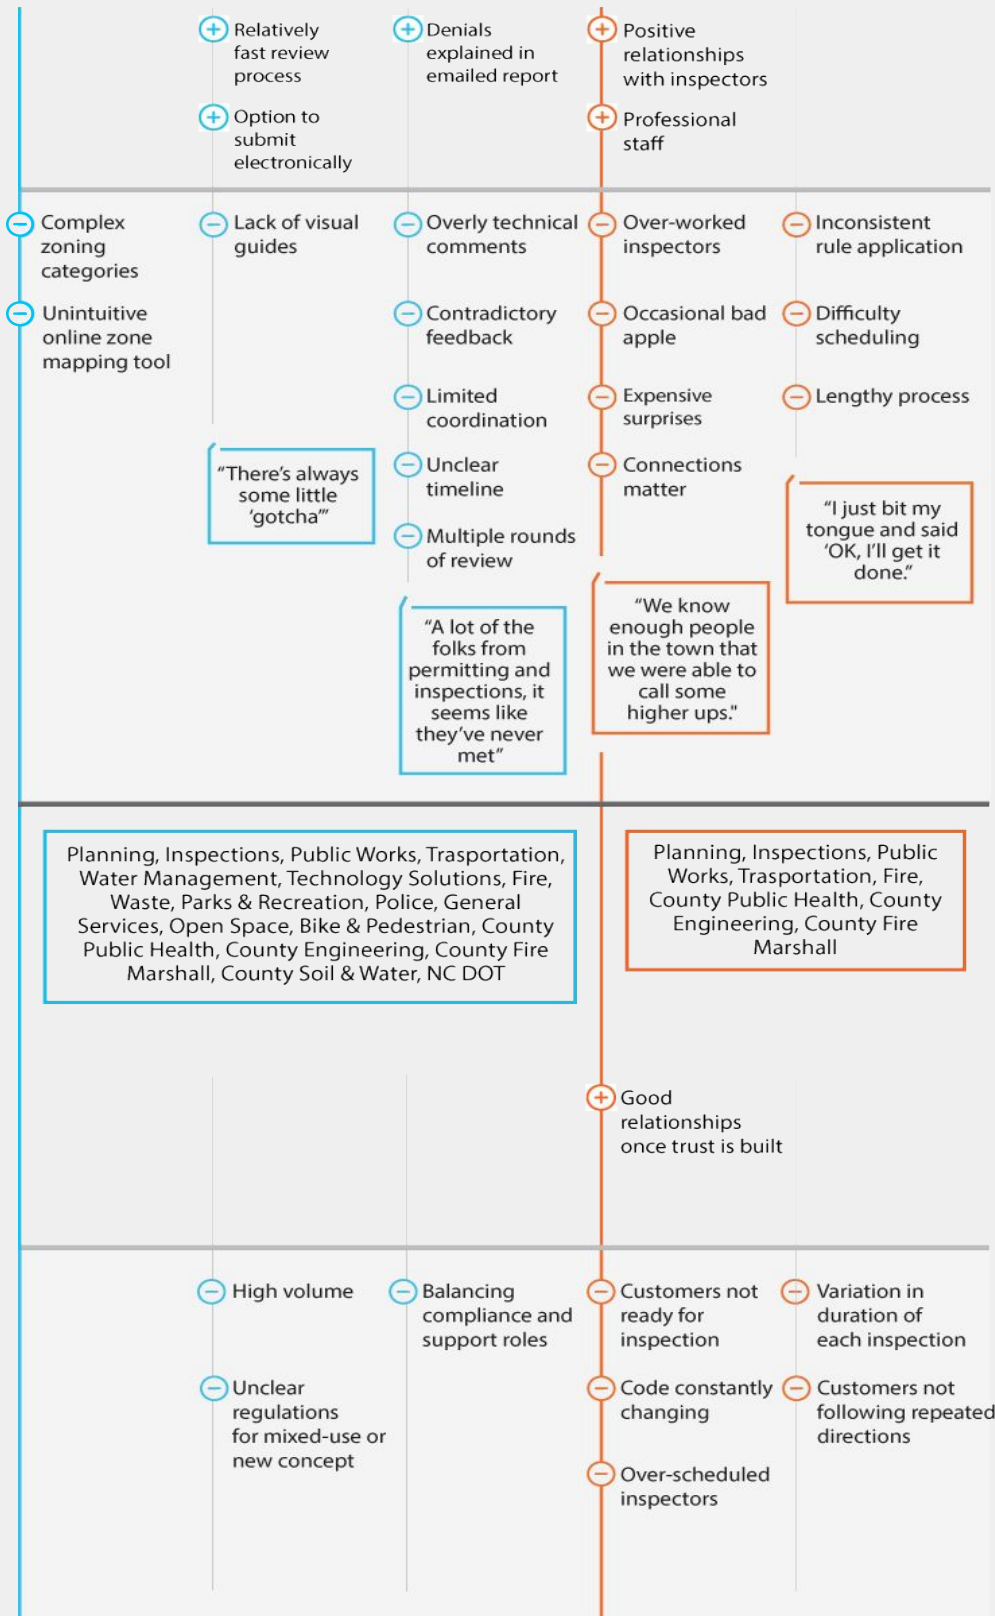 Relatively
fast review
process
Option to
submit
electronically
Denials
explained in
emailed report
Positive
relationships
with inspectors
Professional
staff
Complex
zoning
categories
Unintuitive
online zone
mapping tool
Lack of visual
guides
“There’s always
some little
‘gotcha’”
Overly technical
comments
Contradictory
feedback
Limited
coordination
Unclear
timeline
Multiple rounds
of review
“A lot of the
folks from
permitting and
inspections, it
seems like
they’ve never
met”
Over-worked
inspectors
Occasional bad
apple
Expensive
surprises
Connections
matter
“We know
enough people
in the town that
we were able to
call some
higher ups."
Inconsistent
rule application
Difficulty
scheduling
Lengthy process
“I just bit my
tongue and said
‘OK, I’ll get it
done.”
Planning, Inspections, Public Works, Trasportation,
Water Management, Technology Solutions, Fire,
Waste, Parks & Recreation, Police, General
Services, Open Space, Bike & Pedestrian, County
Public Health, County Engineering, County Fire
Marshall, County Soil & Water, NC DOT
Planning, Inspections, Public
Works, Trasportation, Fire,
County Public Health, County
Engineering, County Fire
Marshall
Good
relationships
once trust is built
High volume
Unclear
regulations
for mixed-use or
new concept
Balancing
compliance and
support roles
Customers not
ready for
inspection
Code constantly
changing
Over-scheduled
inspectors
Variation in
duration of
each inspection
Customers not
following repeated
directions